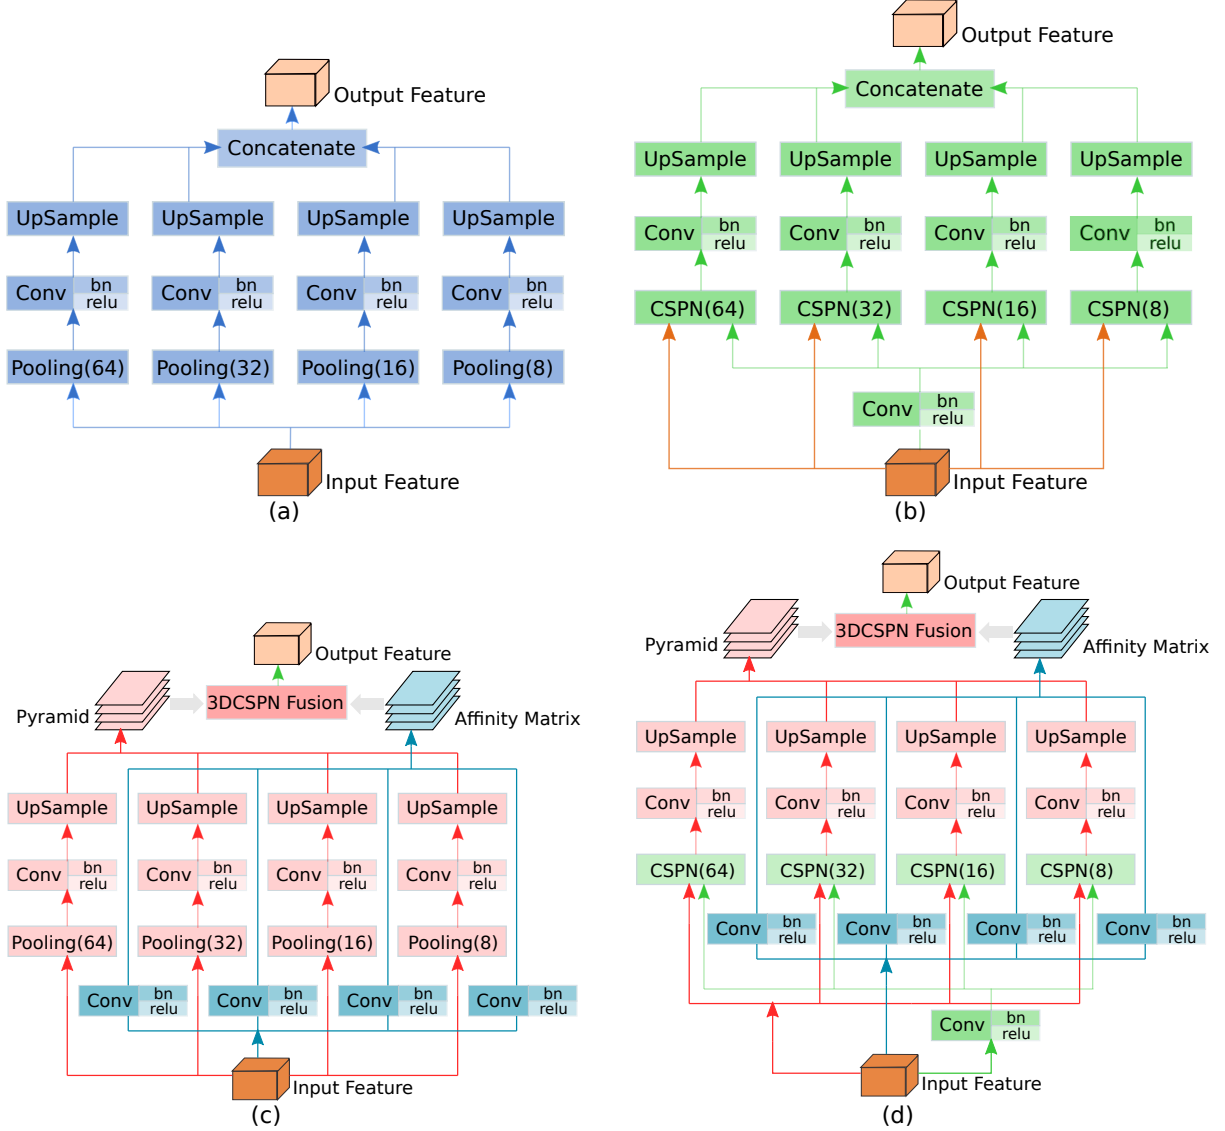 Output Feature
Concatenate
UpSample UpSample UpSample UpSample
Conv bn relu Conv bn relu Conv bn relu Conv bn relu
Pooling(64) Pooling(32) Pooling(16) Pooling(8)
Input Feature
(a)
Output Feature
Concatenate
UpSample UpSample UpSample UpSample
Conv bn relu Conv bn relu Conv bn relu Conv bn relu
CSPN(64) CSPN(32) CSPN(16) CSPN(8)
Conv bn relu
Input Feature
(b)
Output Feature
Pyramid 3DCSPN Fusion Affinity Matrix
UpSample UpSample UpSample UpSample
Conv bn relu Conv bn relu Conv bn relu Conv bn relu
Pooling(64) Pooling(32) Pooling(16) Pooling(8)
Conv bn relu Conv bn relu Conv bn relu Conv bn relu
Input Feature
(c)
Output Feature
Pyramid 3DCSPN Fusion Affinity Matrix
UpSample UpSample UpSample UpSample
Conv bn relu Conv bn relu Conv bn relu Conv bn relu
CSPN(64) CSPN(32) CSPN(16) CSPN(8)
Conv bn relu Conv bn relu Conv bn relu Conv bn relu
Conv bn relu
Input Feature
(d)